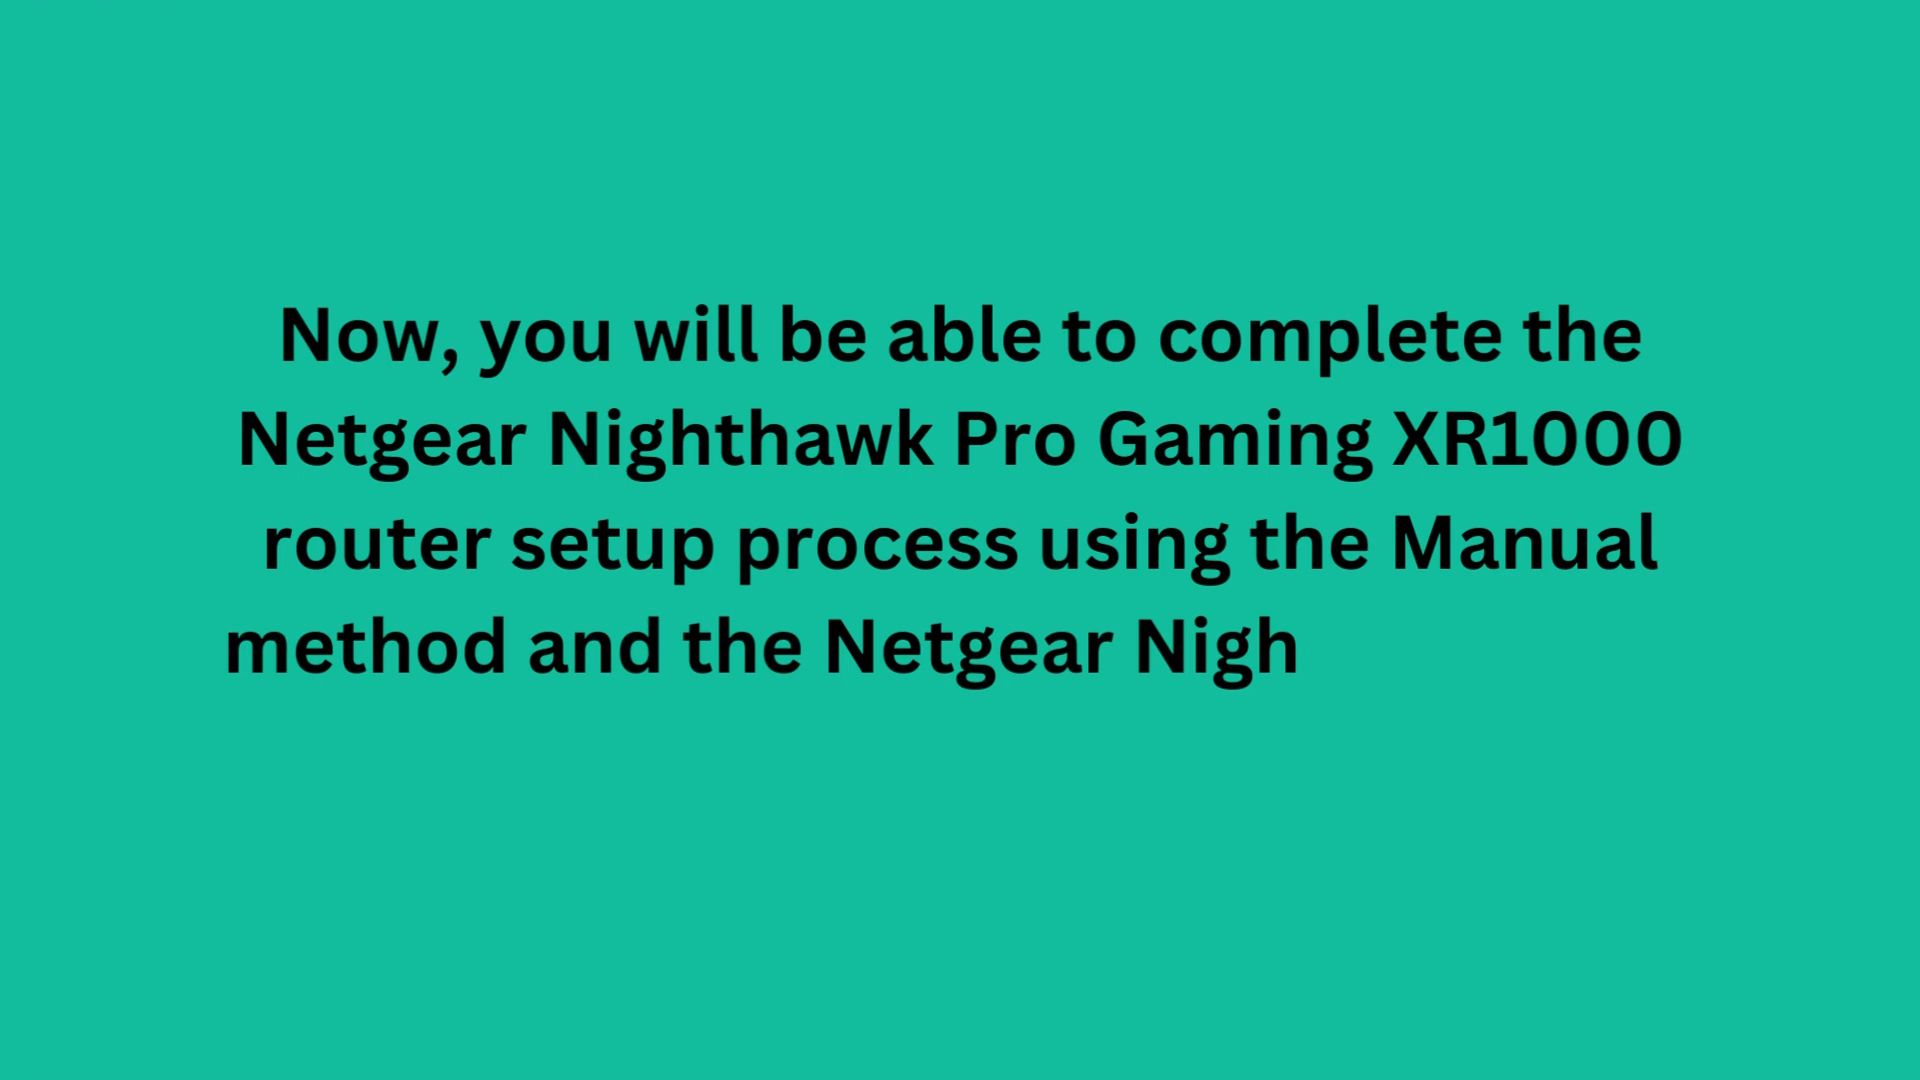 Now, you will be able to complete the
Netgear Nighthawk Pro Gaming XR1000
router setup process using the Manual
method and the Netgear Nigh